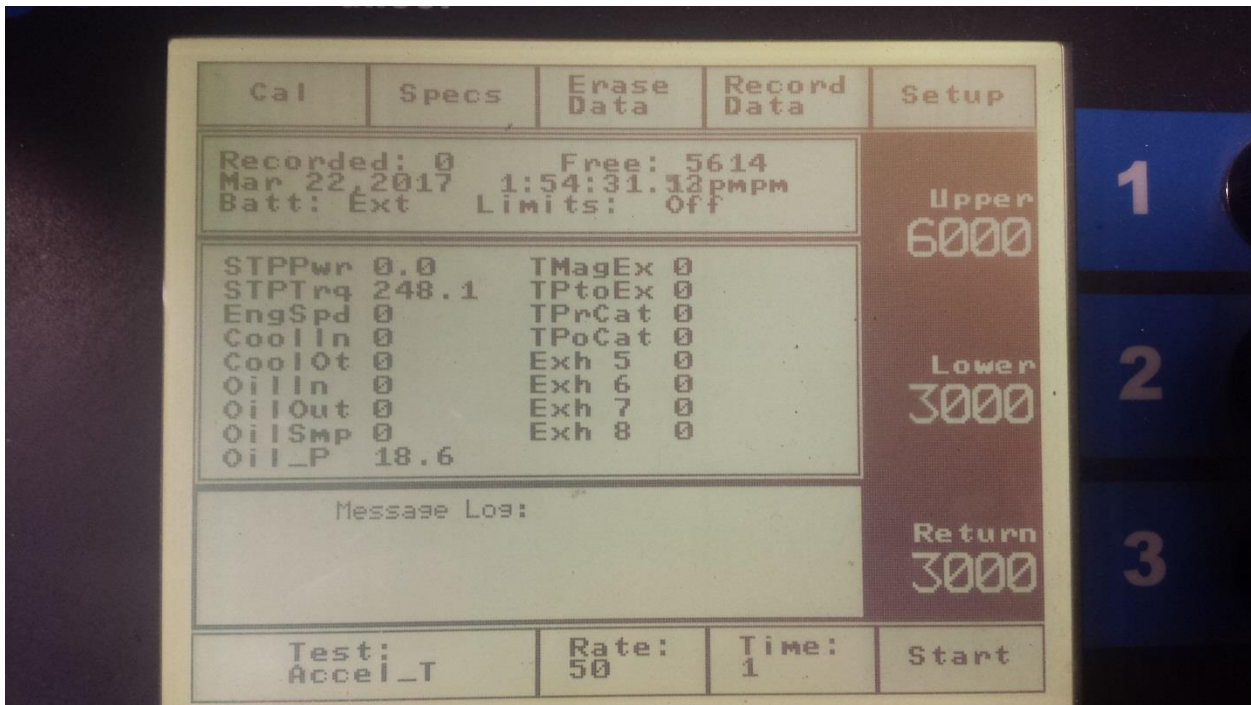 Cal Specs Erase Data Record Data Setup
Recorded: 0 Free: 5614
Mar 22,2017 1:54:31. pmpm
Batt: Ext Limits: Off
STPPwr 0.0 TMagEx 0
STPTrq 248.1 TPtoEx 0
EngSpd 0 TPrCat 0
CoolIn 0 TPoCat 0
CoolOt 0 Exh 5 0
OilIn 0 Exh 6 0
OilOut 0 Exh 7 0
OilSmp 0 Exh 8 0
Oil_P 18.6
Message Log:
Upper
6000
Lower
3000
Return
3000
1
2
3
Test: Rate: Time: Start
Accel_T 50 1